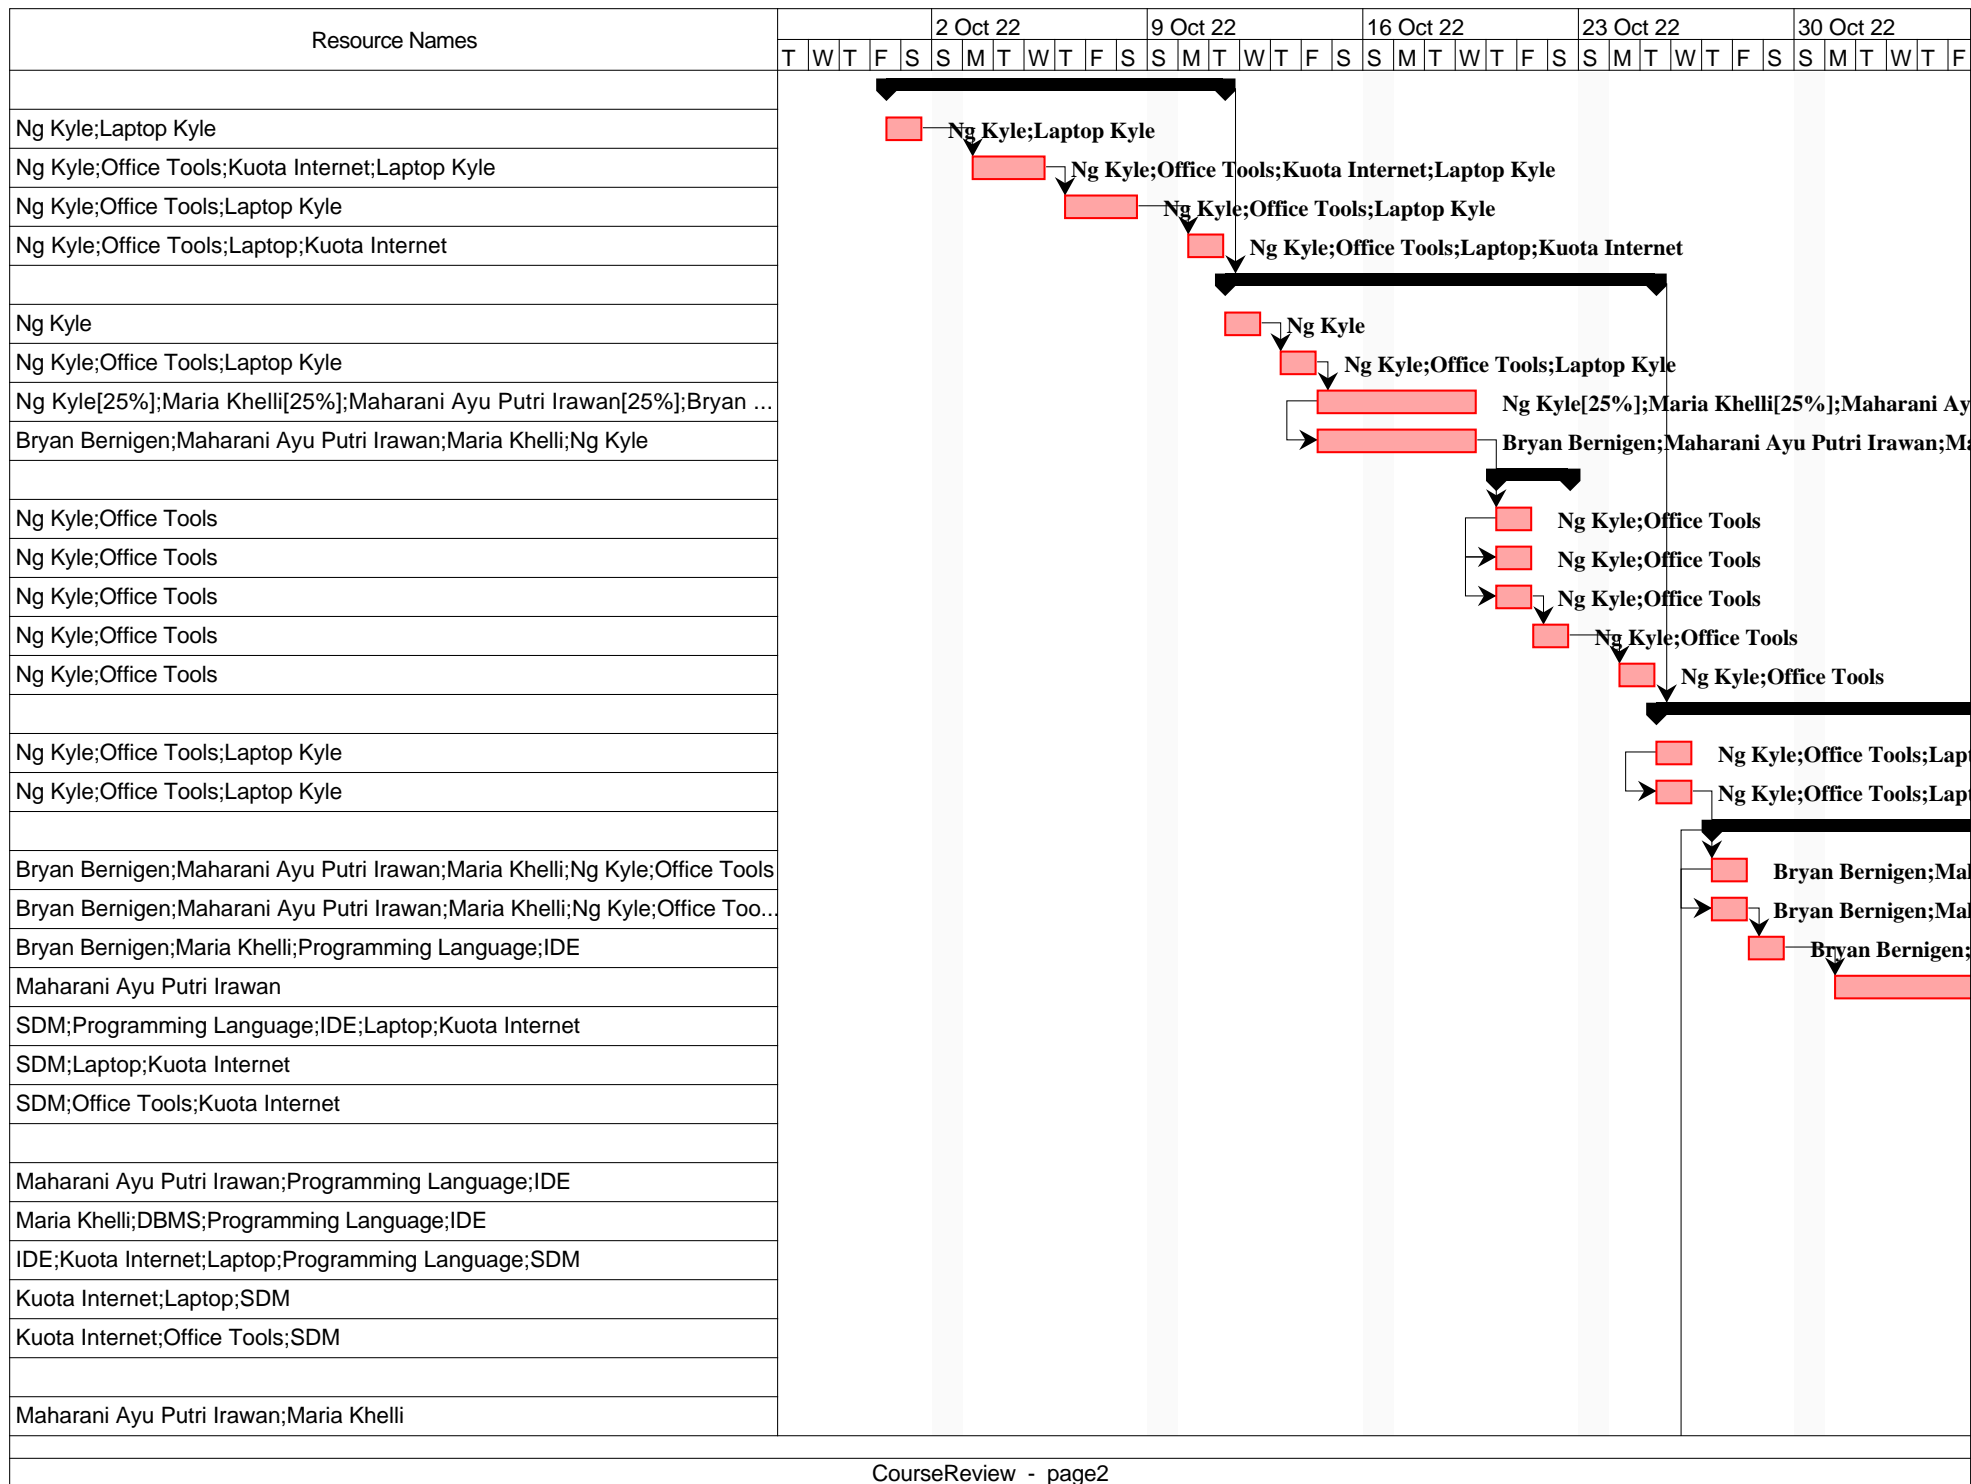 Resource Names
2 Oct 22 9 Oct 22 16 Oct 22 23 Oct 22 30 Oct 22
T W T F S S M T W T F S S M T W T F S S M T W T F S S M T W T F S S M T W T F
Ng Kyle;Laptop Kyle Ng Kyle;Laptop Kyle
Ng Kyle;Office Tools;Kuota Internet;Laptop Kyle Ng Kyle;Office Tools;Kuota Internet;Laptop Kyle
Ng Kyle;Office Tools;Laptop Kyle Ng Kyle;Office Tools;Laptop Kyle
Ng Kyle;Office Tools;Laptop;Kuota Internet Ng Kyle;Office Tools;Laptop;Kuota Internet
Ng Kyle Ng Kyle
Ng Kyle;Office Tools;Laptop Kyle Ng Kyle;Office Tools;Laptop Kyle
Ng Kyle[25%];Maria Khelli[25%];Maharani Ayu Putri Irawan[25%];Bryan ... Ng Kyle[25%];Maria Khelli[25%];Maharani Ay
Bryan Bernigen;Maharani Ayu Putri Irawan;Maria Khelli;Ng Kyle Bryan Bernigen;Maharani Ayu Putri Irawan;Ma
Ng Kyle;Office Tools Ng Kyle;Office Tools
Ng Kyle;Office Tools Ng Kyle;Office Tools
Ng Kyle;Office Tools Ng Kyle;Office Tools
Ng Kyle;Office Tools Ng Kyle;Office Tools
Ng Kyle;Office Tools Ng Kyle;Office Tools
Ng Kyle;Office Tools;Laptop Kyle Ng Kyle;Office Tools;Lapt
Ng Kyle;Office Tools;Laptop Kyle Ng Kyle;Office Tools;Lapt
Bryan Bernigen;Maharani Ayu Putri Irawan;Maria Khelli;Ng Kyle;Office Tools Bryan Bernigen;Mah
Bryan Bernigen;Maharani Ayu Putri Irawan;Maria Khelli;Ng Kyle;Office Too... Bryan Bernigen;Mah
Bryan Bernigen;Maria Khelli;Programming Language;IDE Bryan Bernigen;
Maharani Ayu Putri Irawan
SDM;Programming Language;IDE;Laptop;Kuota Internet
SDM;Laptop;Kuota Internet
SDM;Office Tools;Kuota Internet
Maharani Ayu Putri Irawan;Programming Language;IDE
Maria Khelli;DBMS;Programming Language;IDE
IDE;Kuota Internet;Laptop;Programming Language;SDM
Kuota Internet;Laptop;SDM
Kuota Internet;Office Tools;SDM
Maharani Ayu Putri Irawan;Maria Khelli
CourseReview - page2